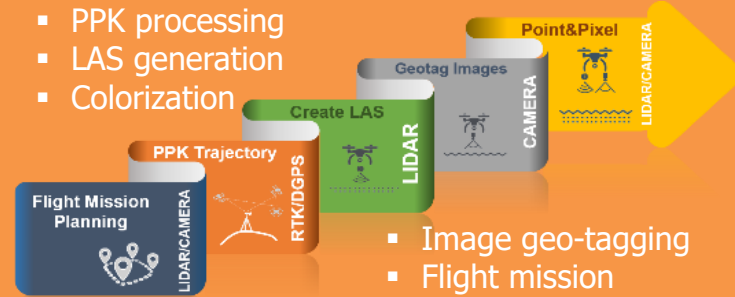 PPK processing
LAS generation
Colorization
Point&Pixel
LIDAR/CAMERA
Geotag Images
CAMERA
Create LAS
LIDAR
PPK Trajectory
RTK/DGPS
Flight Mission
Planning
LIDAR/CAMERA
Image geo-tagging
Flight mission